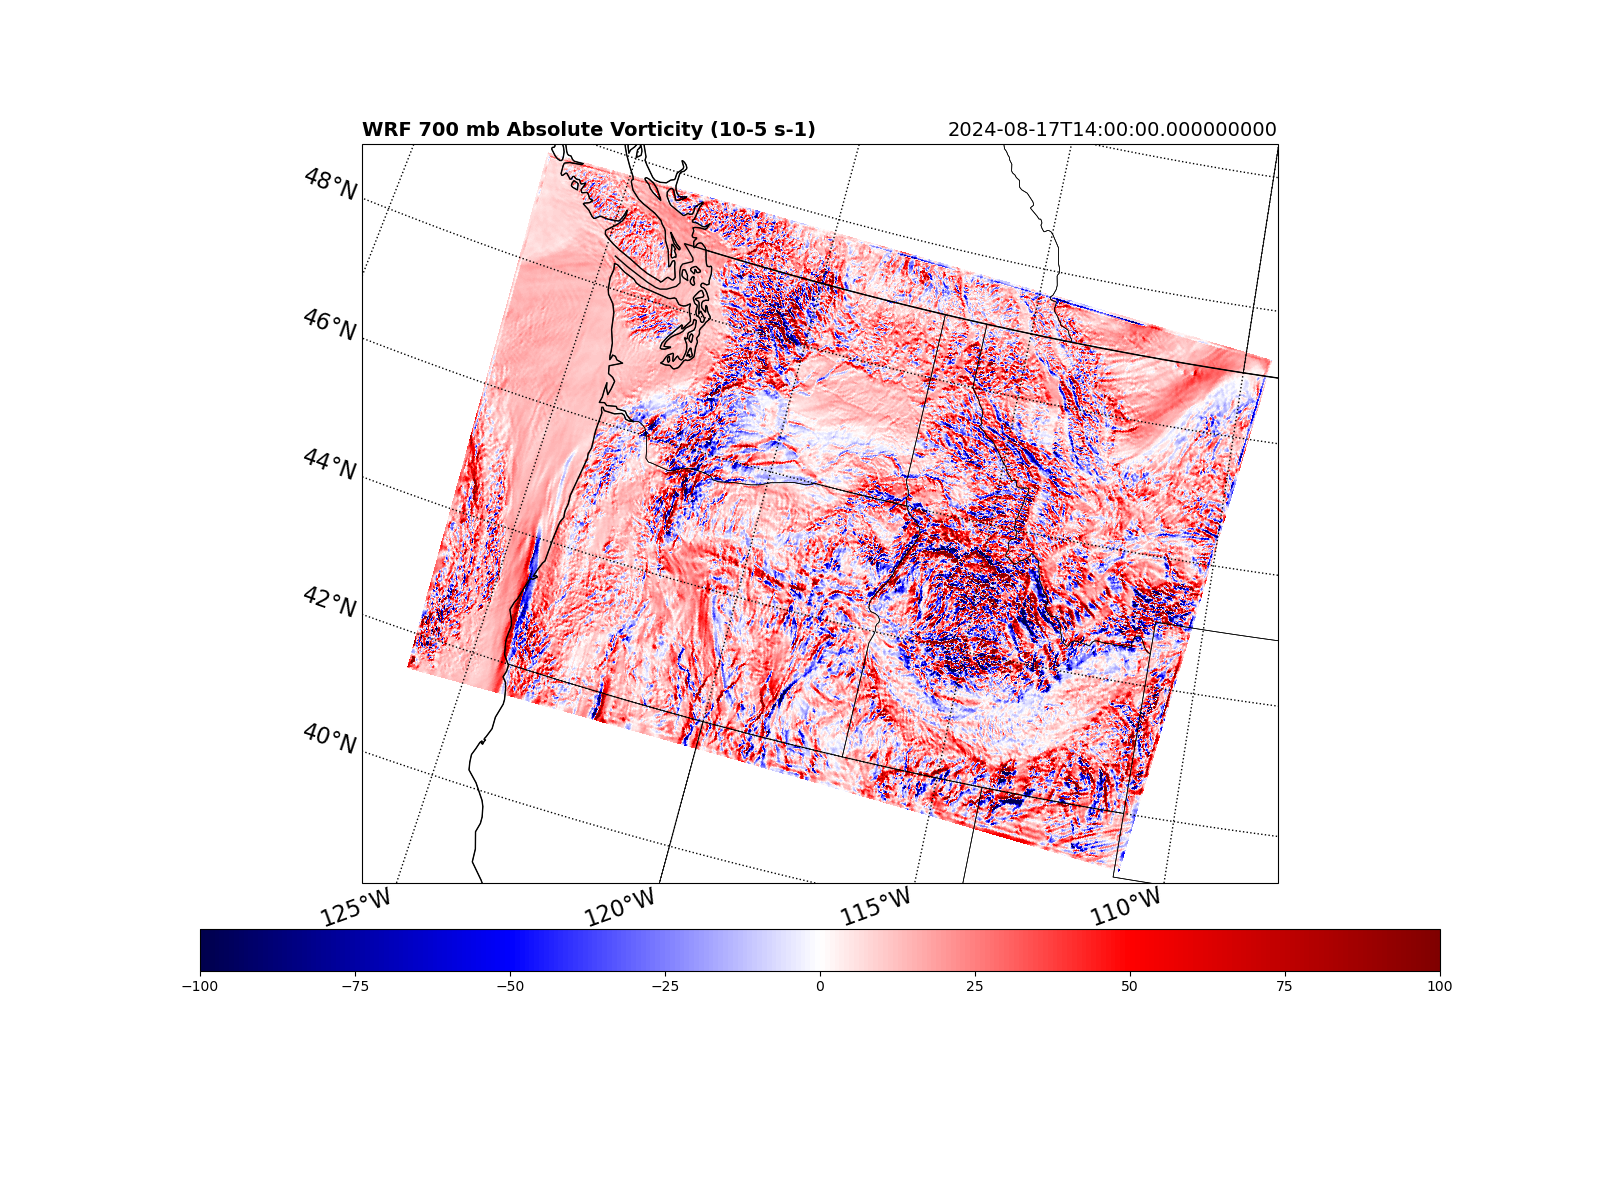 WRF 700 mb Absolute Vorticity (10-5 s-1)
2024-08-17T14:00:00.000000000
48°N
46°N
44°N
42°N
40°N
125°W
120°W
115°W
110°W
−100
−75
−50
−25
0
25
50
75
100